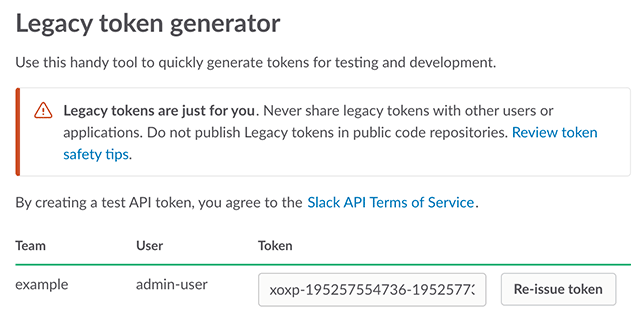 Legacy token generator
Use this handy tool to quickly generate tokens for testing and development.
Legacy tokens are just for you. Never share legacy tokens with other users or
applications. Do not publish Legacy tokens in public code repositories. Review token
safety tips.
By creating a test API token, you agree to the Slack API Terms of Service.
Team User Token
example admin-user xoxp-195257554736-19525773 Re-issue token